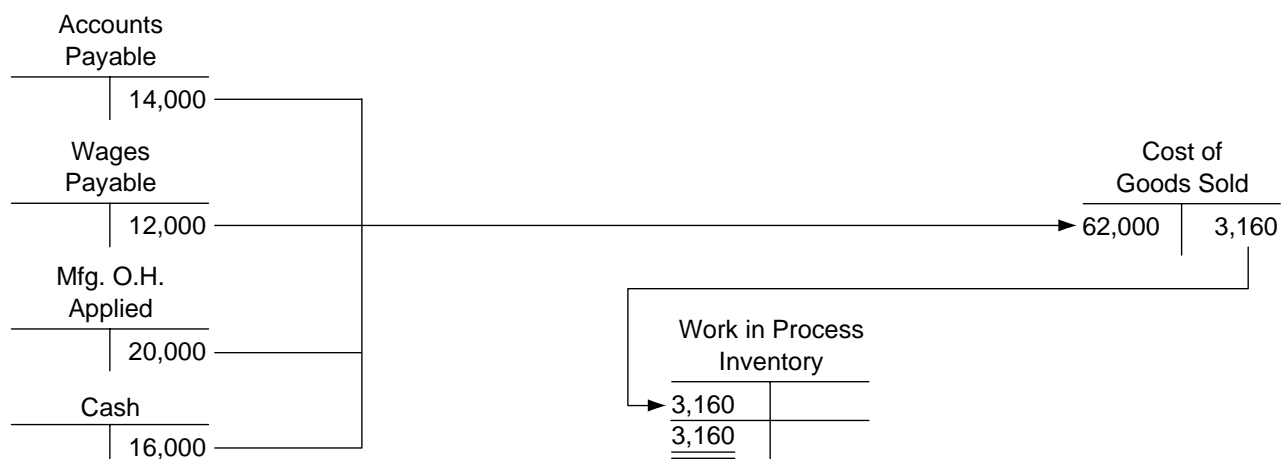 Accounts
Payable
14,000
Wages
Payable
12,000
Mfg. O.H.
Applied
20,000
Cash
16,000
Cost of
Goods Sold
62,000 3,160
Work in Process
Inventory
3,160
3,160